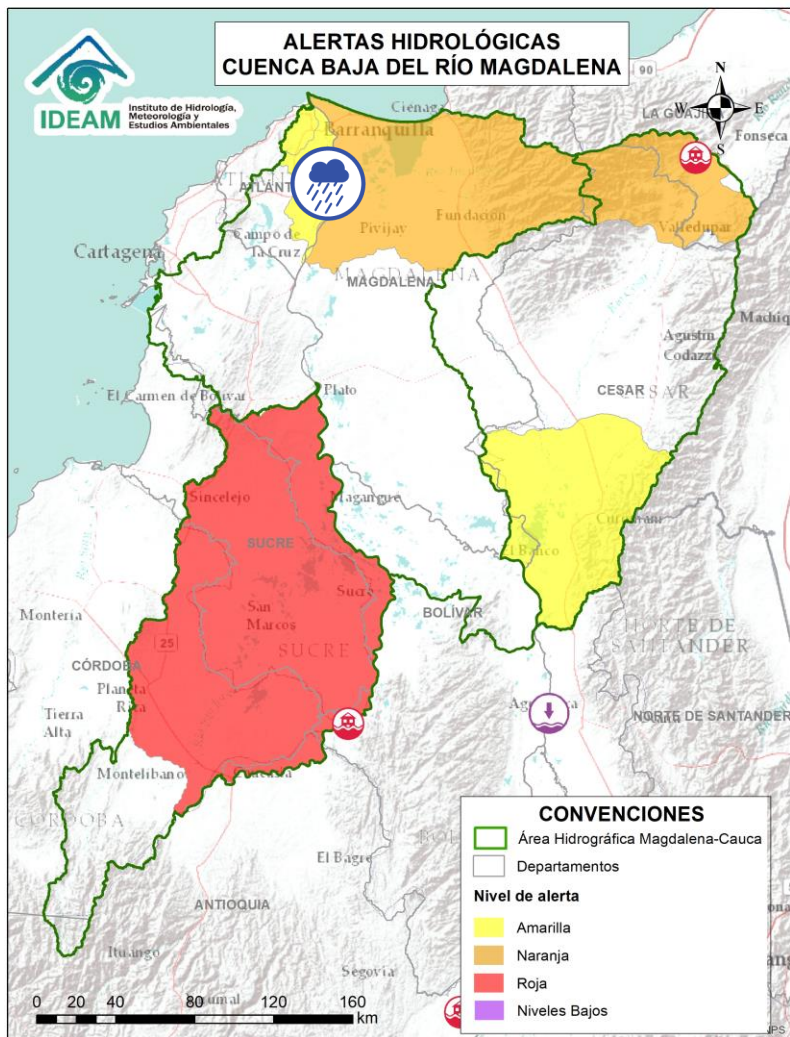 ALERTAS HIDROLÓGICAS
CUENCA BAJA DEL RÍO MAGDALENA
IDEAM
Instituto de Hidrología,
Meteorología y
Estudios Ambientales
N
W
E
S
90
Ciénaga
LA GUAJIRA
Fonseca
Barranquilla
Pivijay
Fundación
Valledupar
Campo de
la Cruz
Cartagena
MAGDALENA
MAGDALENA
Machiq
Agustín
Codazzi
CESAR
CESAR
El Carmen de Bolívar
Plato
Sincelejo
Magangué
SUCRE
El Banco
Sucre
BOLÍVAR
San
Marcos
SUCRE
Montería
25
CÓRDOBA
Planeta
Rica
Tierra
Alta
NORTE DE
SANTANDER
NORTE DE SANTANDER
Montelibano
CÓRDOBA
El Bagre
ANTIOQUIA
Ituango
Segovia
0 20 40 80 120 160
km
CONVENCIONES
Área Hidrográfica Magdalena-Cauca
Departamentos
Nivel de alerta
Amarilla
Naranja
Roja
Niveles Bajos